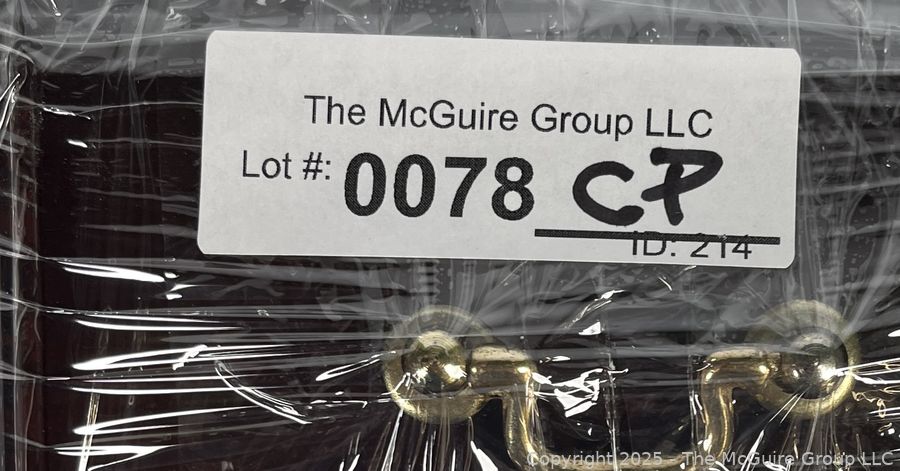 The McGuire Group LLC
Lot #: 0078 CP
ID: 214
Copyright 2025 - The McGuire Group LLC